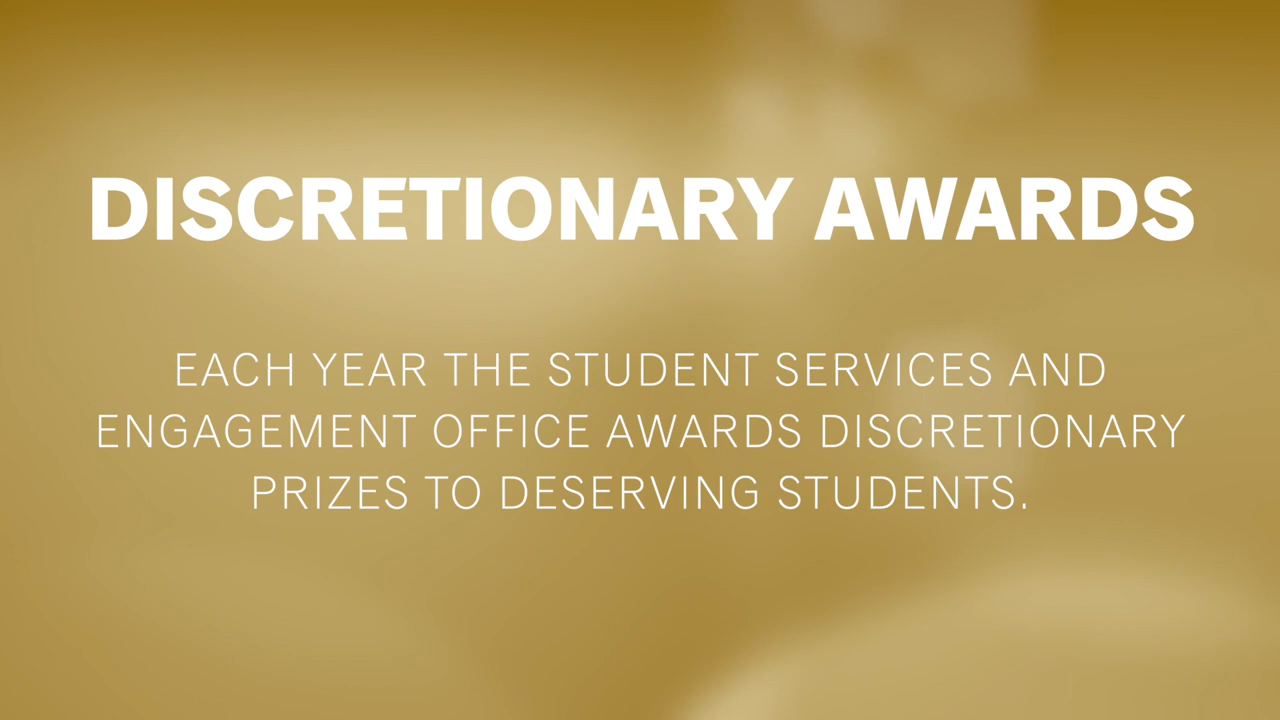 DISCRETIONARY AWARDS
EACH YEAR THE STUDENT SERVICES AND
ENGAGEMENT OFFICE AWARDS DISCRETIONARY
PRIZES TO DESERVING STUDENTS.